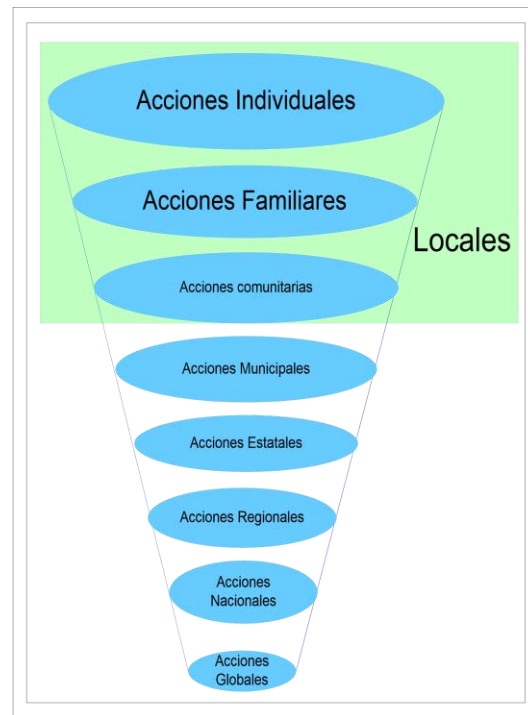 Acciones Individuales
Acciones Familiares
Locales
Acciones comunitarias
Acciones Municipales
Acciones Estatales
Acciones Regionales
Acciones
Nacionales
Acciones
Globales